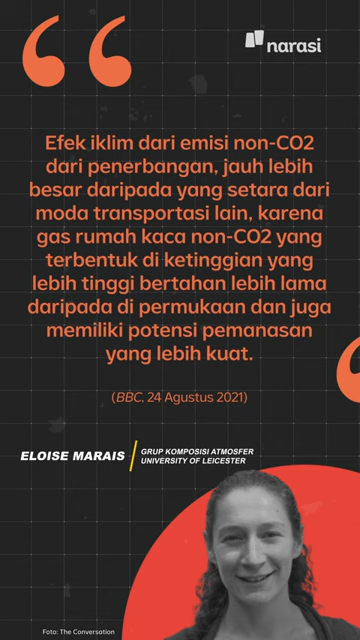 narasi
Efek iklim dari emisi non-CO2
dari penerbangan, jauh lebih
besar daripada yang setara dari
moda transportasi lain, karena
gas rumah kaca non-CO2 yang
terbentuk di ketinggian yang
lebih tinggi bertahan lebih lama
daripada di permukaan dan juga
memiliki potensi pemanasan
yang lebih kuat.
(BBC, 24 Agustus 2021)
ELOISE MARAIS
GRUP KOMPOSISI ATMOSFER
UNIVERSITY OF LEICESTER
Foto: The Conversation